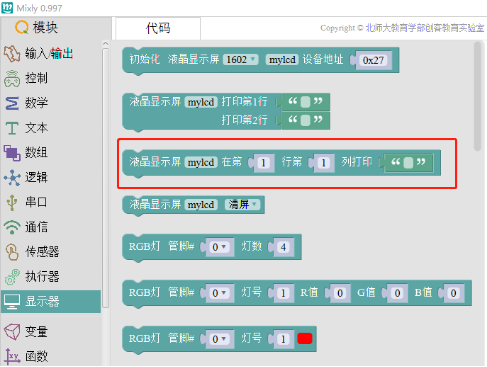 Mixly 0.997
模块
代码
Copyright © 北师大教育学部创客教育实验室
输入/输出
控制
数学
文本
数组
逻辑
串口
通信
传感器
执行器
显示器
变量
函数
初始化 液晶显示屏 1602 mylcd 设备地址 0x27
液晶显示屏 mylcd 打印第1行 “ ”
打印第2行 “ ”
液晶显示屏 mylcd 在第 1 行第 1 列打印 “ ”
液晶显示屏 mylcd 清屏
RGB灯 管脚# 0 灯数 4
RGB灯 管脚# 0 灯号 1 R值 0 G值 0 B值 0
RGB灯 管脚# 0 灯号 1